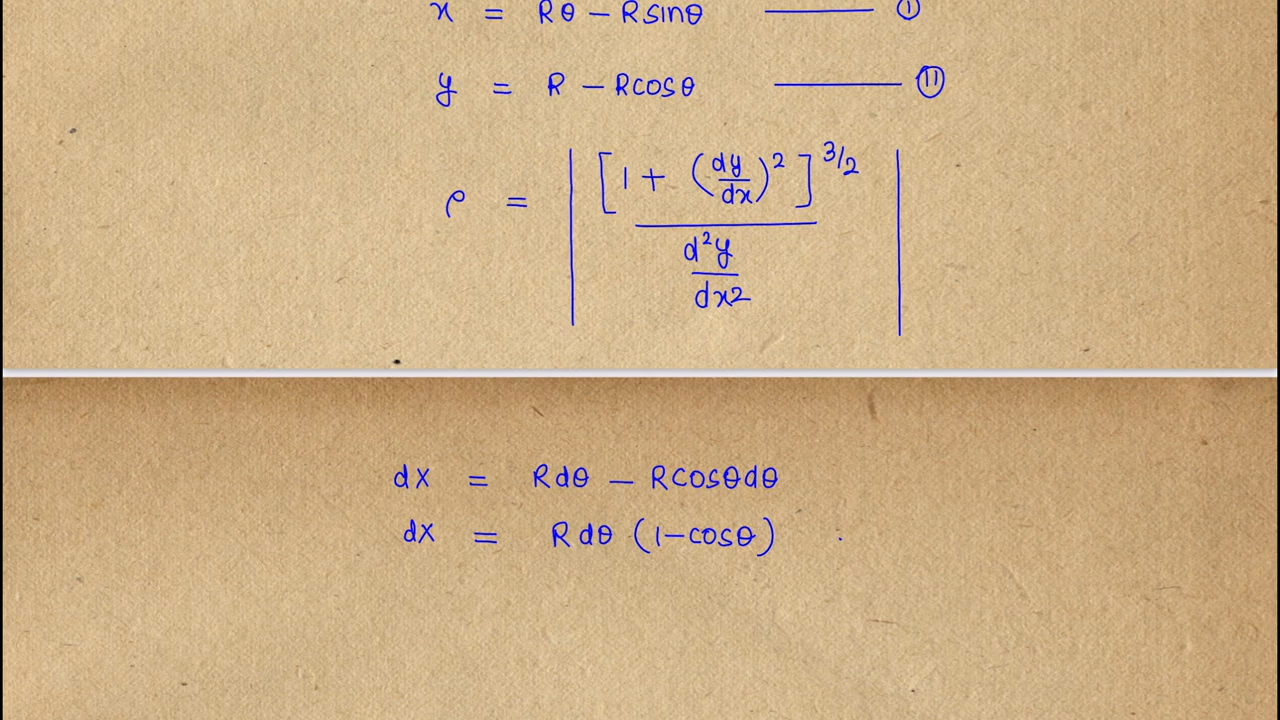 x = Rθ – Rsinθ —— ①
y = R – Rcosθ —— ⑪
ρ = | [1 + (dy/dx)²]^3/2 / d²y/dx2 |
dx = Rdθ – Rcosθdθ
dx = Rdθ (1–cosθ)